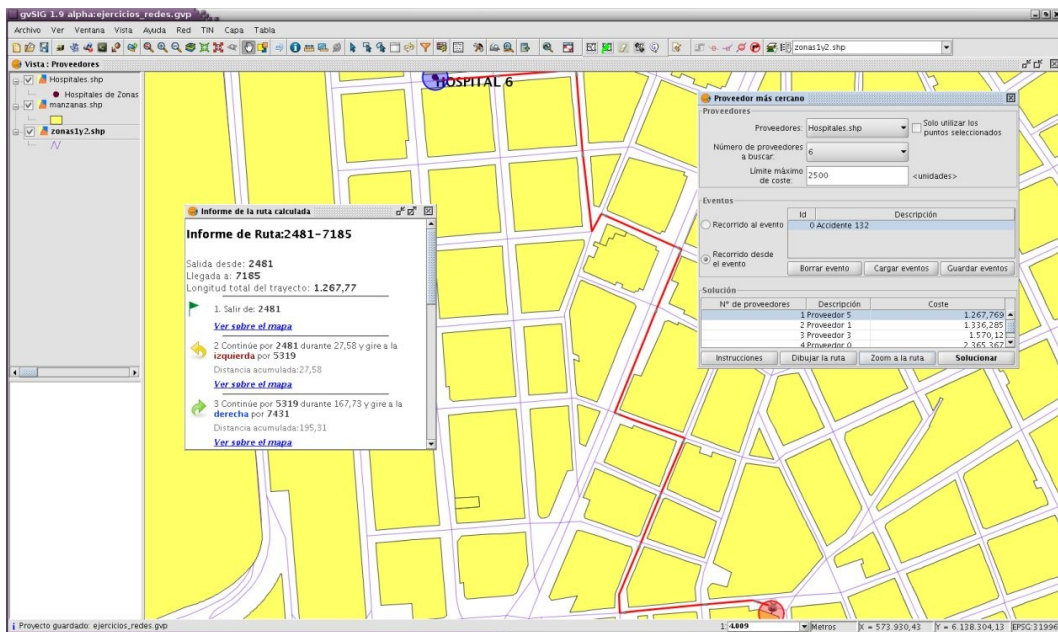 gvSIG 1.9 alpha:ejercicios_redes.gvp
Archivo Ver Ventana Vista Ayuda Red TIN Capa Tabla
zonas1y2.shp
Vista : Proveedores
Hospitales.shp
Hospitales de Zonas
manzanas.shp
zonas1y2.shp
HOSPITAL 6
Informe de la ruta calculada
Informe de Ruta:2481-7185
Salida desde: 2481
Llegada a: 7185
Longitud total del trayecto: 1.267,77
1. Salir de: 2481
Ver sobre el mapa
2 Continúe por 2481 durante 27,58 y gire a la
izquierda por 5319
Distancia acumulada:27,58
Ver sobre el mapa
3 Continúe por 5319 durante 167,73 y gire a la
derecha por 7431
Distancia acumulada:195,31
Ver sobre el mapa
Proveedor más cercano
Proveedores
Proveedores: Hospitales.shp
Solo utilizar los
puntos seleccionados
Número de proveedores
a buscar: 6
Límite máximo
de coste: 2500 <unidades>
Eventos
Recorrido al evento
Recorrido desde
el evento
Id Descripción
0 Accidente 132
Borrar evento Cargar eventos Guardar eventos
Solución
Nº de proveedores Descripción Coste
1 Proveedor 5 1.267,769
2 Proveedor 1 1.336,285
3 Proveedor 3 1.570,12
4 Proveedor 0 2.365,367
Instrucciones Dibujar la ruta Zoom a la ruta Solucionar
Proyecto guardado: ejercicios_redes.gvp
1: 4.009 Metros X = 573.930,43 Y = 6.138.304,13 EPSG:31996